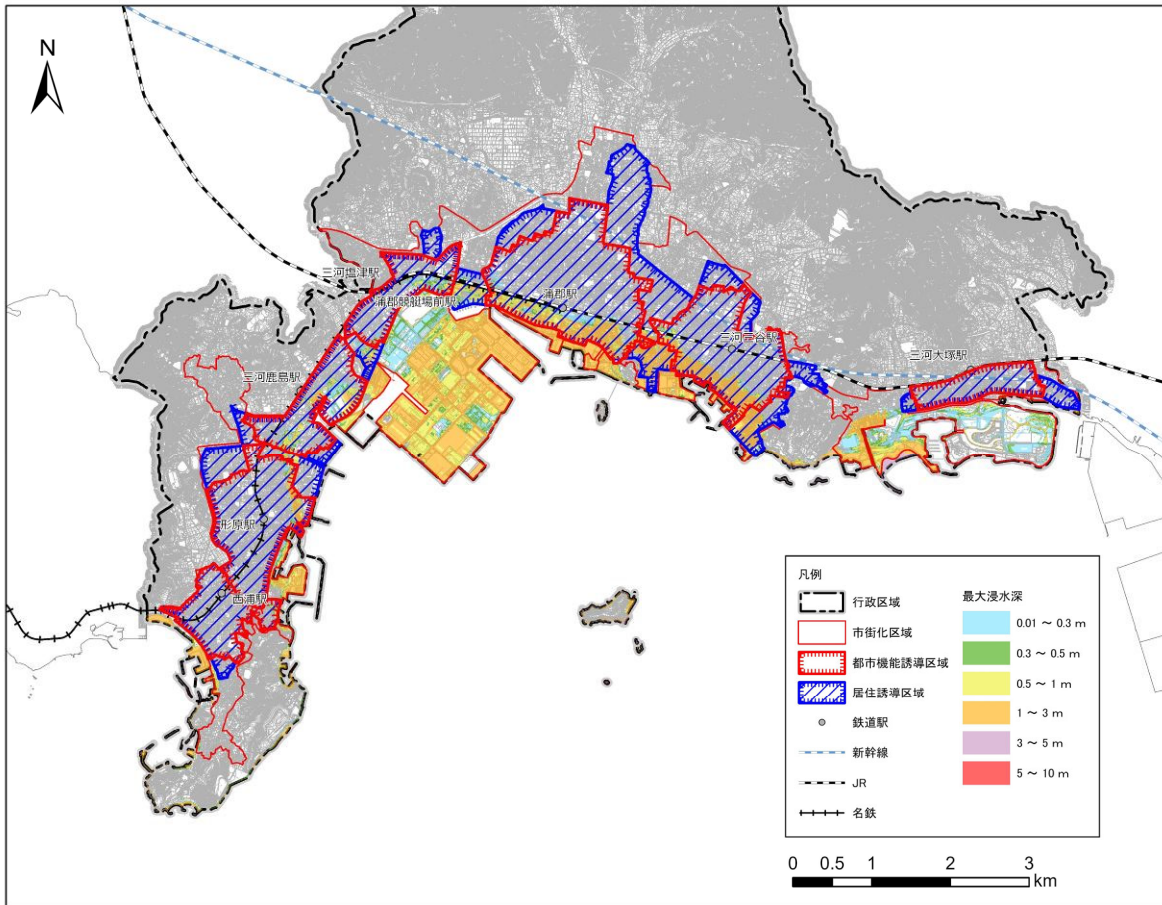 N
三河塩津駅
蒲郡競艇場前駅
蒲郡駅
三河三谷駅
三河大塚駅
三河鹿島駅
形原駅
西浦駅
凡例
行政区域
市街化区域
都市機能誘導区域
居住誘導区域
鉄道駅
新幹線
JR
名鉄
最大浸水深
0.01 ～ 0.3 m
0.3 ～ 0.5 m
0.5 ～ 1 m
1 ～ 3 m
3 ～ 5 m
5 ～ 10 m
0 0.5 1 2 3
km